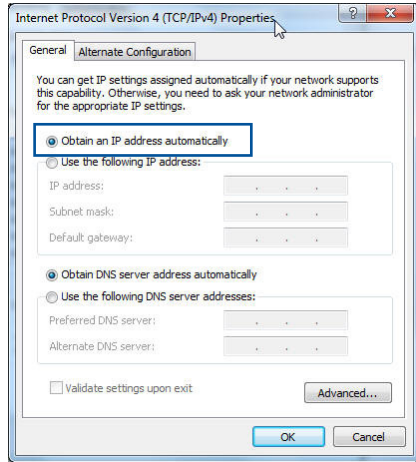 Internet Protocol Version 4 (TCP/IPv4) Properties
General
Alternate Configuration
You can get IP settings assigned automatically if your network supports
this capability. Otherwise, you need to ask your network administrator
for the appropriate IP settings.
Obtain an IP address automatically
Use the following IP address:
IP address:
Subnet mask:
Default gateway:
Obtain DNS server address automatically
Use the following DNS server addresses:
Preferred DNS server:
Alternate DNS server:
Validate settings upon exit
Advanced...
OK
Cancel